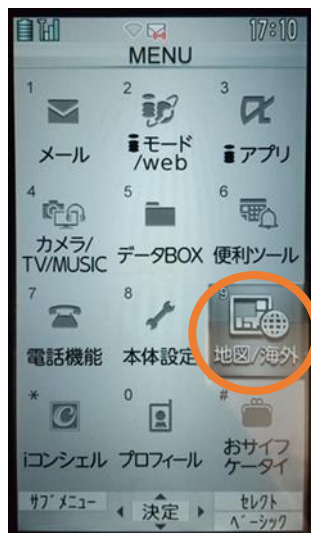 17:10
MENU
1 2 3
メール iモード iアプリ
/web
4 5 6
カメラ/ データBOX 便利ツール
TV/MUSIC
7 8 9
電話機能 本体設定 地図/海外
* 0 #
iコンシェル プロフィール おサイフ
ケータイ
サブメニュー 決定 セレクト
ベーシック